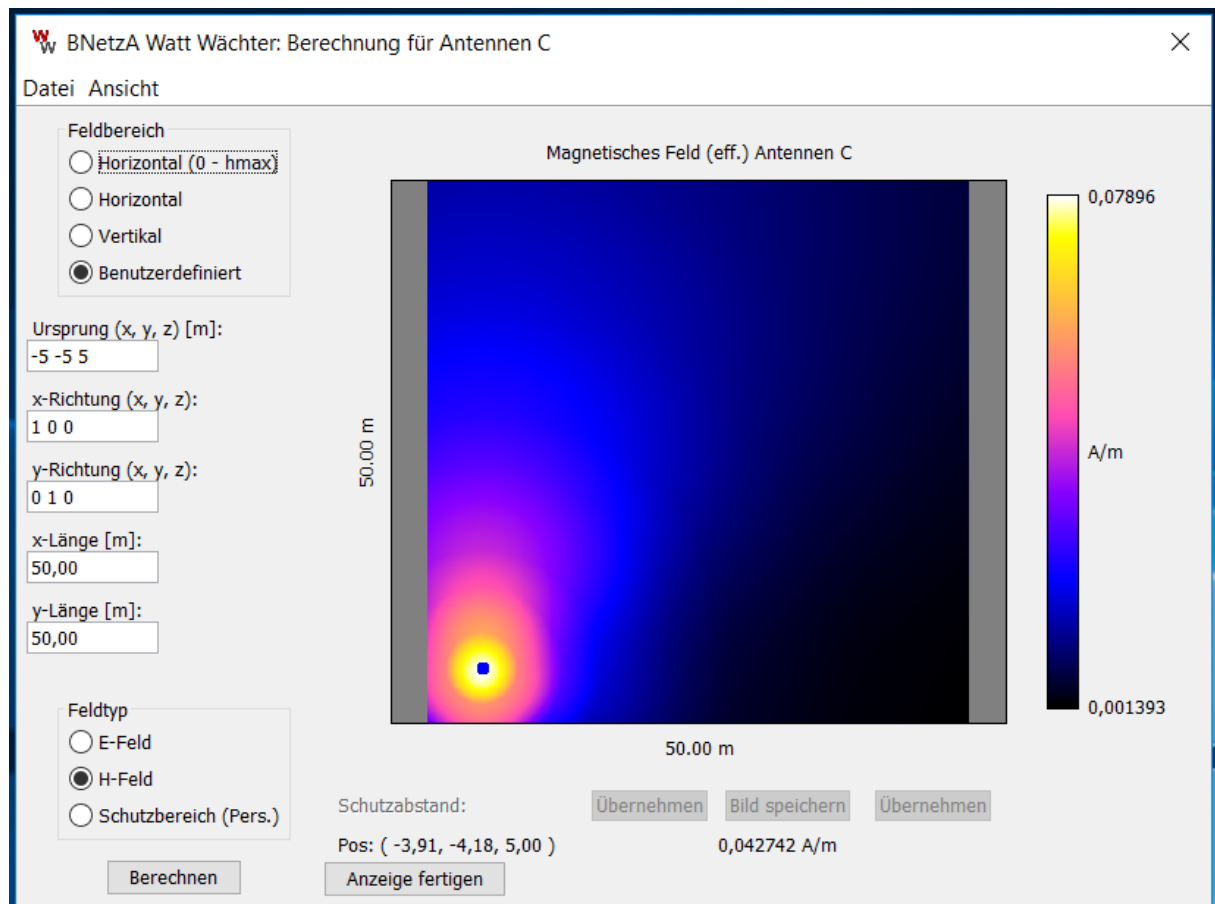 BNetzA Watt Wächter: Berechnung für Antennen C
Datei Ansicht
Feldbereich
Horizontal (0 - hmax)
Horizontal
Vertikal
Benutzerdefiniert
Ursprung (x, y, z) [m]:
-5 -5 5
x-Richtung (x, y, z):
1 0 0
y-Richtung (x, y, z):
0 1 0
x-Länge [m]:
50,00
y-Länge [m]:
50,00
Feldtyp
E-Feld
H-Feld
Schutzbereich (Pers.)
Berechnen
Magnetisches Feld (eff.) Antennen C
50.00 m
50.00 m
0,07896
A/m
0,001393
Schutzabstand:
Übernehmen
Bild speichern
Übernehmen
Pos: ( -3,91, -4,18, 5,00 )
0,042742 A/m
Anzeige fertigen